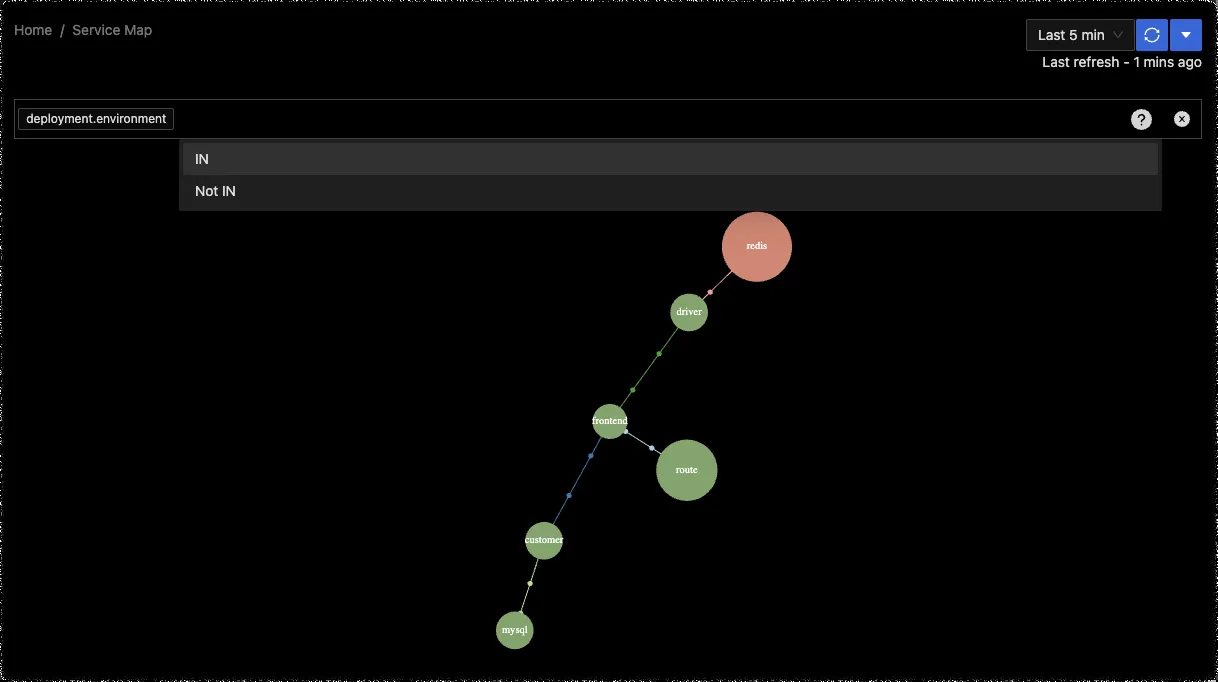 Home / Service Map
Last 5 min
Last refresh - 1 mins ago
deployment.environment
?
IN
Not IN
redis
driver
frontend
route
customer
mysql